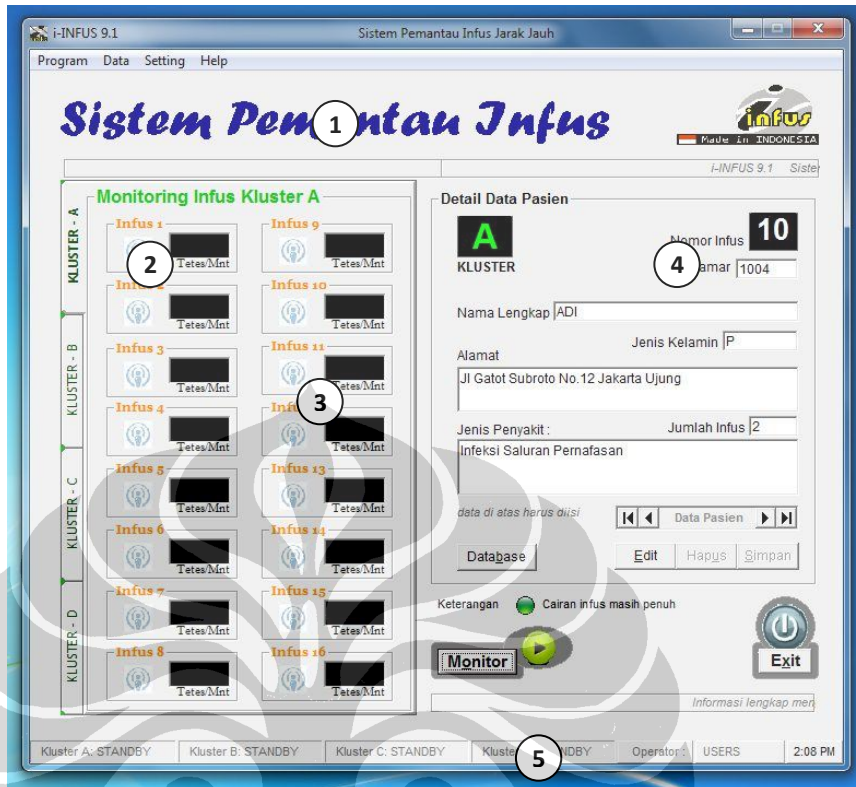 i-INFUS 9.1 Sistem Pemantau Infus Jarak Jauh
Program Data Setting Help
Sistem Pem 1 ntau Infus
infus
Made in INDONESIA
i-INFUS 9.1 Sister
KLUSTER - A
KLUSTER - B
KLUSTER - C
KLUSTER - D
Monitoring Infus Kluster A
Infus 1 Infus 9
2
Tetes/Mnt Tetes/Mnt
Infus 10
Tetes/Mnt Tetes/Mnt
Infus 3 Infus 11
Tetes/Mnt Tetes/Mnt
Infus 4
3
Tetes/Mnt Tetes/Mnt
Infus 5 Infus 13
Tetes/Mnt Tetes/Mnt
Infus 6 Infus 14
Tetes/Mnt Tetes/Mnt
Infus 7 Infus 15
Tetes/Mnt Tetes/Mnt
Infus 8 Infus 16
Tetes/Mnt Tetes/Mnt
Detail Data Pasien
A
KLUSTER
Nomor Infus 10
4 amar 1004
Nama Lengkap ADI
Jenis Kelamin P
Alamat
Jl Gatot Subroto No.12 Jakarta Ujung
Jenis Penyakit : Jumlah Infus 2
Infeksi Saluran Pernafasan
data di atas harus diisi
Data Pasien
Database Edit Hapus Simpan
Keterangan Cairan infus masih penuh
Monitor
Exit
Informasi lengkap men
Kluster A: STANDBY Kluster B: STANDBY Kluster C: STANDBY Kluste 5 NDBY Operator : USERS 2:08 PM